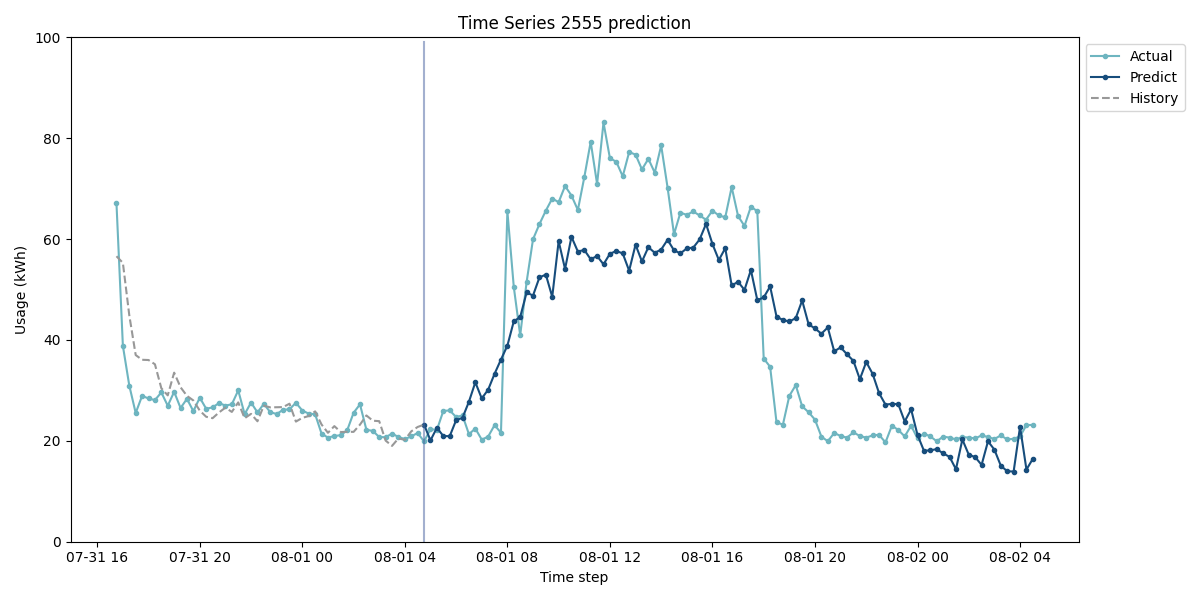 Time Series 2555 prediction
100
80
60
40
20
0
Usage (kWh)
07-31 16
07-31 20
08-01 00
08-01 04
08-01 08
08-01 12
08-01 16
08-01 20
08-02 00
08-02 04
Time step
Actual
Predict
History